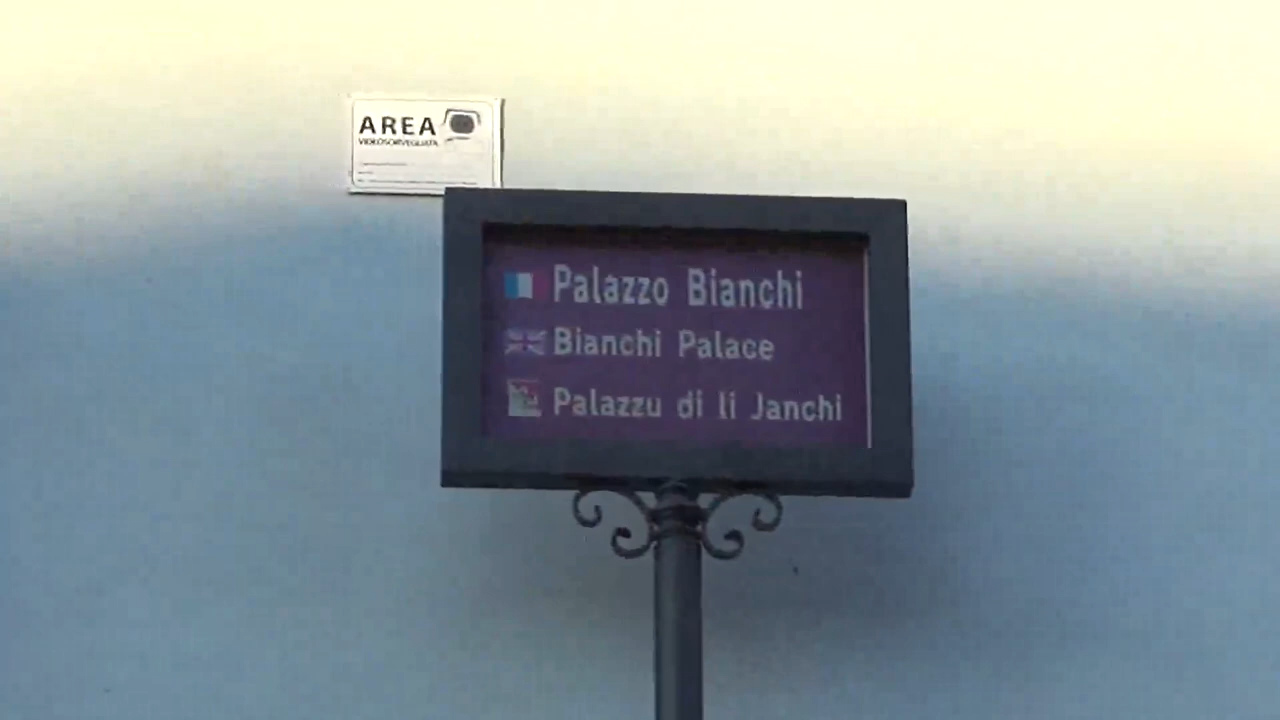 AREA
VIDEOSORVEGLIATA
Palazzo Bianchi
Bianchi Palace
Palazzu di li Janchi